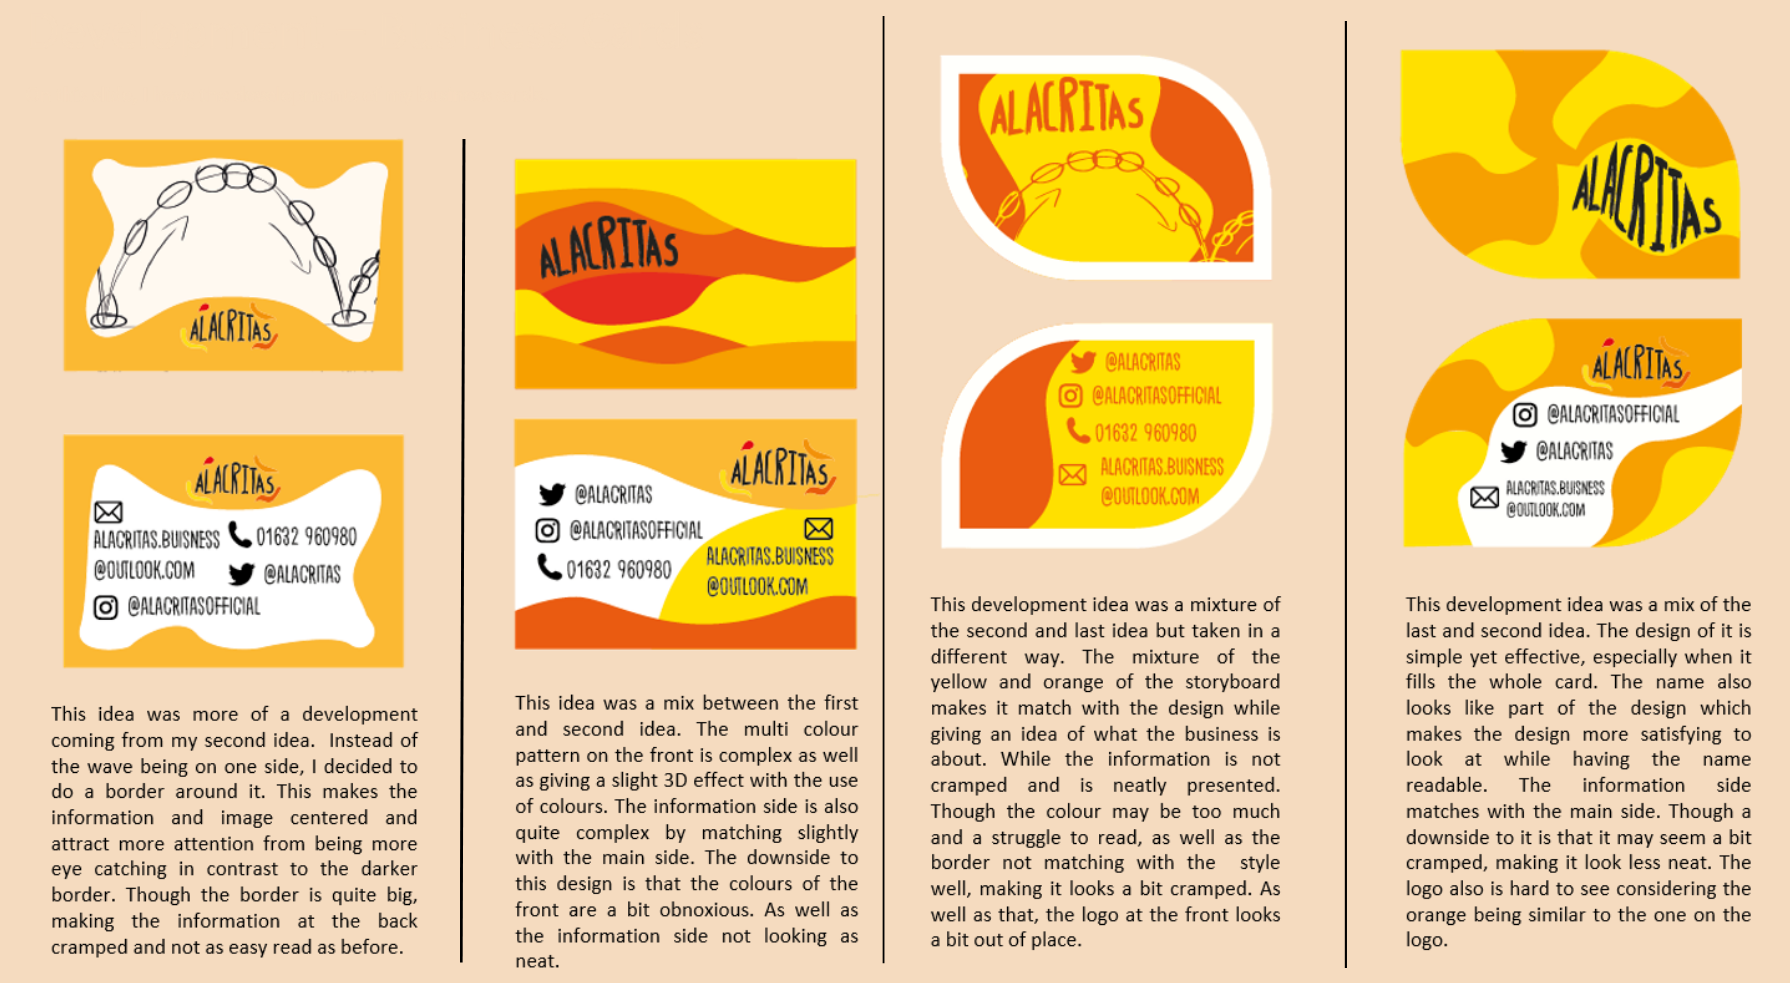 ALACRITAS
ALACRITAS
ALACRITAS.BUISNESS
@OUTLOOK.COM
01632 960980
@ALACRITAS
@ALACRITASOFFICIAL
This idea was more of a development
coming from my second idea. Instead of
the wave being on one side, I decided to
do a border around it. This makes the
information and image centered and
attract more attention from being more
eye catching in contrast to the darker
border. Though the border is quite big,
making the information at the back
cramped and not as easy read as before.
ALACRITAS
ALACRITAS
@ALACRITAS
@ALACRITASOFFICIAL
01632 960980
ALACRITAS.BUISNESS
@OUTLOOK.COM
This idea was a mix between the first
and second idea. The multi colour
pattern on the front is complex as well
as giving a slight 3D effect with the use
of colours. The information side is also
quite complex by matching slightly
with the main side. The downside to
this design is that the colours of the
front are a bit obnoxious. As well as
the information side not looking as
neat.
ALACRITAS
@ALACRITAS
@ALACRITASOFFICIAL
01632 960980
ALACRITAS.BUISNESS
@OUTLOOK.COM
This development idea was a mixture of
the second and last idea but taken in a
different way. The mixture of the
yellow and orange of the storyboard
makes it match with the design while
giving an idea of what the business is
about. While the information is not
cramped and is neatly presented.
Though the colour may be too much
and a struggle to read, as well as the
border not matching with the style
well, making it looks a bit cramped. As
well as that, the logo at the front looks
a bit out of place.
ALACRITAS
ALACRITAS
@ALACRITASOFFICIAL
@ALACRITAS
ALACRITAS.BUISNESS
@OUTLOOK.COM
This development idea was a mix of the
last and second idea. The design of it is
simple yet effective, especially when it
fills the whole card. The name also
looks like part of the design which
makes the design more satisfying to
look at while having the name
readable. The information side
matches with the main side. Though a
downside to it is that it may seem a bit
cramped, making it look less neat. The
logo also is hard to see considering the
orange being similar to the one on the
logo.